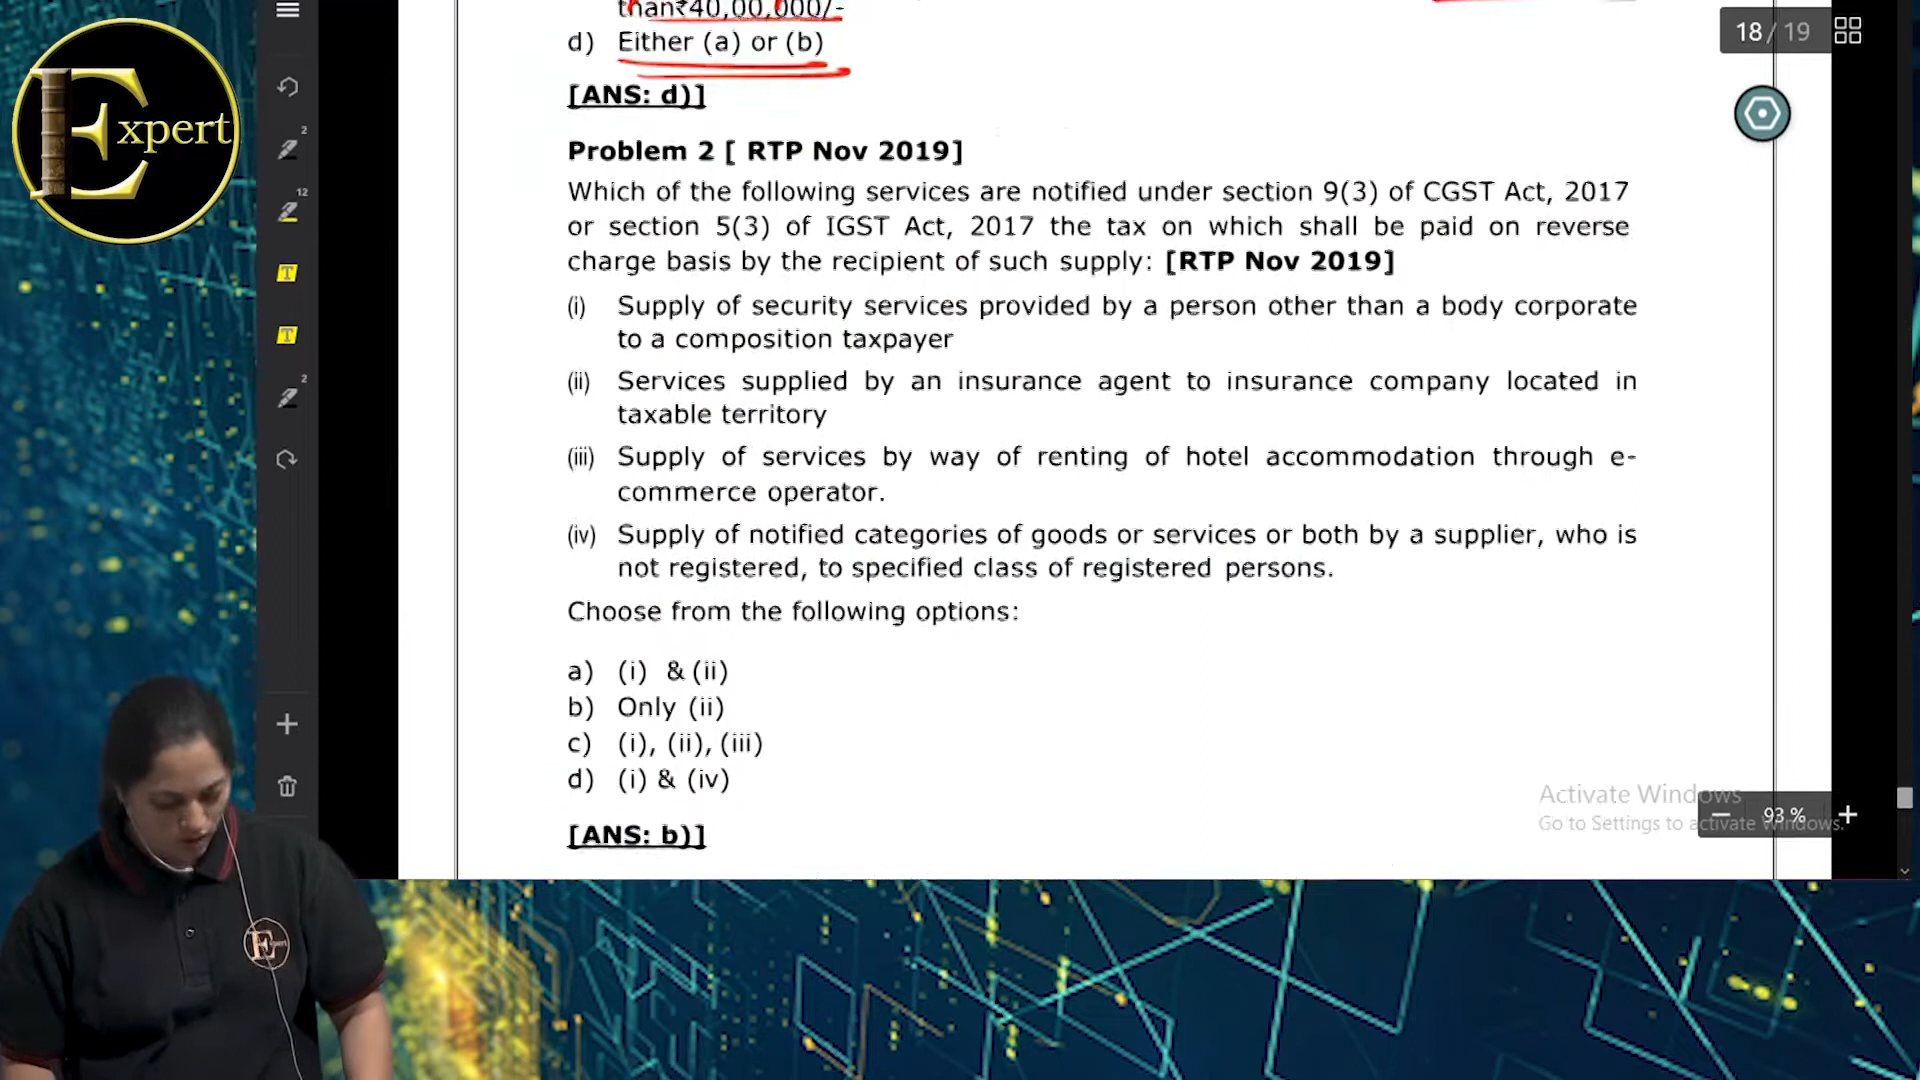 than₹40,00,000/-
d) Either (a) or (b)
[ANS: d)]
Problem 2 [ RTP Nov 2019]
Which of the following services are notified under section 9(3) of CGST Act, 2017
or section 5(3) of IGST Act, 2017 the tax on which shall be paid on reverse
charge basis by the recipient of such supply: [RTP Nov 2019]
(i) Supply of security services provided by a person other than a body corporate
to a composition taxpayer
(ii) Services supplied by an insurance agent to insurance company located in
taxable territory
(iii) Supply of services by way of renting of hotel accommodation through e-
commerce operator.
(iv) Supply of notified categories of goods or services or both by a supplier, who is
not registered, to specified class of registered persons.
Choose from the following options:
a) (i) & (ii)
b) Only (ii)
c) (i), (ii), (iii)
d) (i) & (iv)
[ANS: b)]
18 / 19
Expert
2
12
T
T
2
Activate Windows
Go to Settings to activate Windows.
93 %
Expert